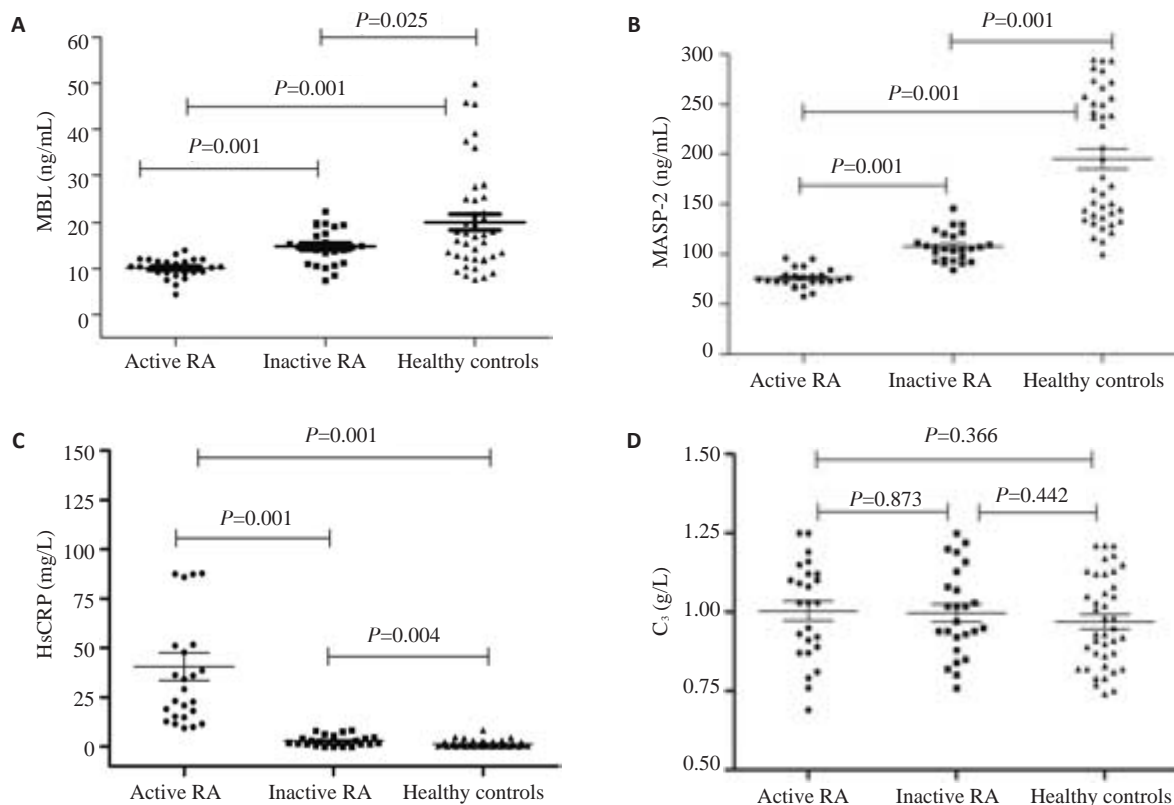 A
P=0.025
P=0.001
P=0.001
MBL (ng/mL)
60
50
40
30
20
10
0
Active RA Inactive RA Healthy controls
B
P=0.001
P=0.001
P=0.001
MASP-2 (ng/mL)
300
250
200
150
100
50
0
Active RA Inactive RA Healthy controls
C
P=0.001
P=0.001
P=0.004
HsCRP (mg/L)
150
125
100
75
50
25
0
Active RA Inactive RA Healthy controls
D
P=0.366
P=0.873 P=0.442
C₃ (g/L)
1.50
1.25
1.00
0.75
0.50
Active RA Inactive RA Healthy controls